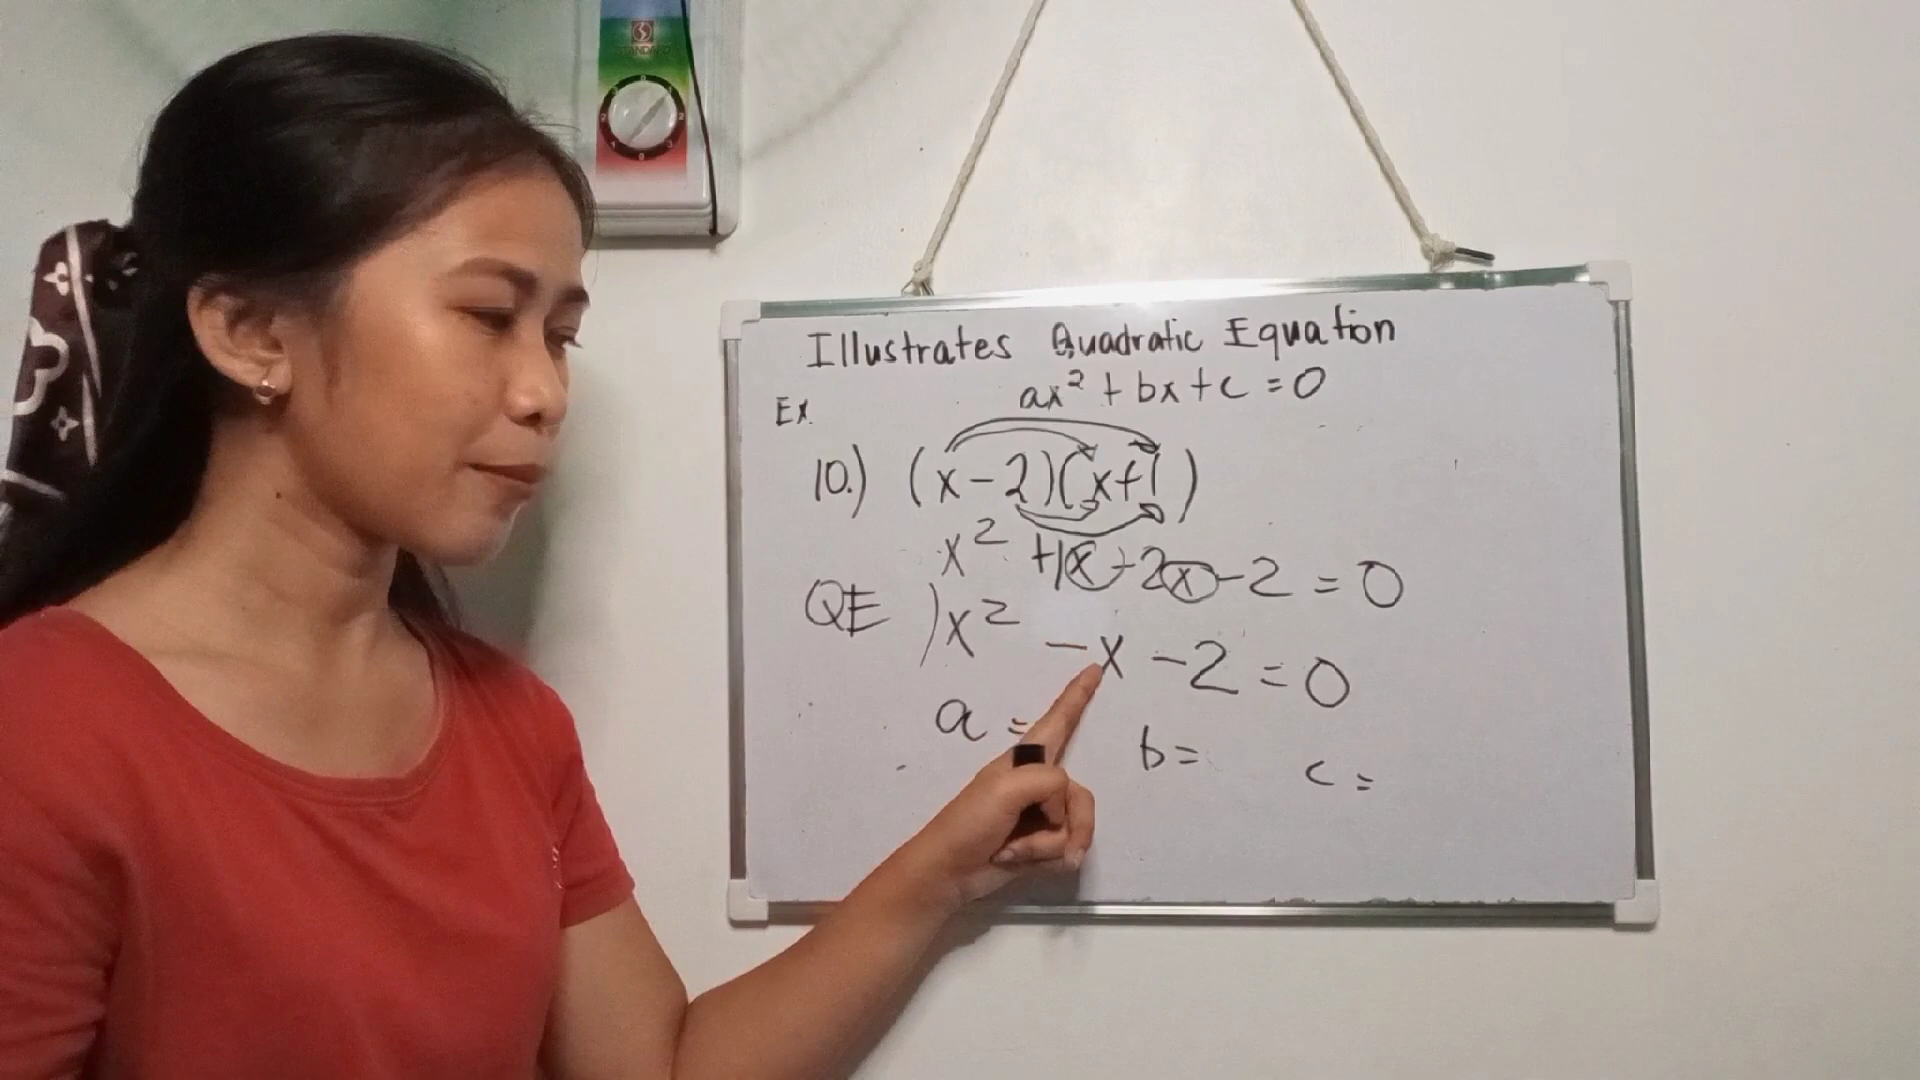 STANDARD
Illustrates Quadratic Equation
ax² + bx + c = 0
Ex.
10.) (x - 2)(x + 1)
x² + 1x - 2x - 2 = 0
QE ) x² - x - 2 = 0
a = b = c =